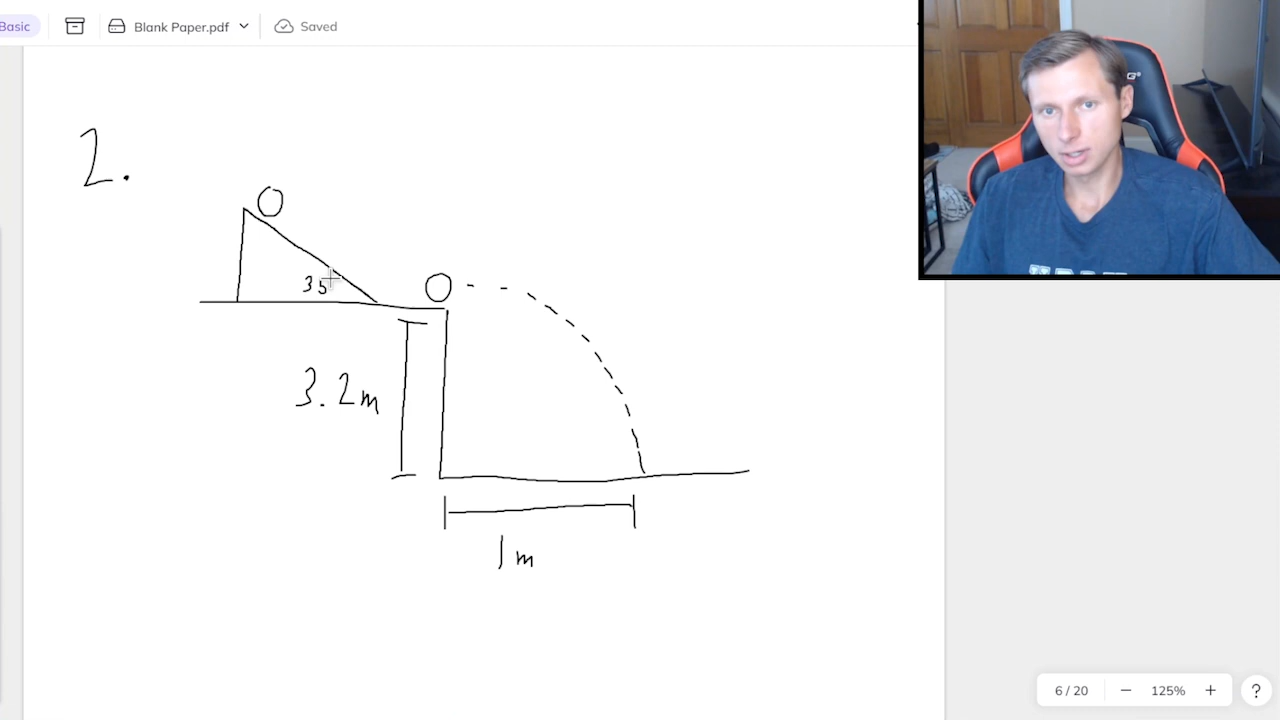 Basic
Blank Paper.pdf
Saved
2.
35
3.2m
1m
6 / 20
125%
?